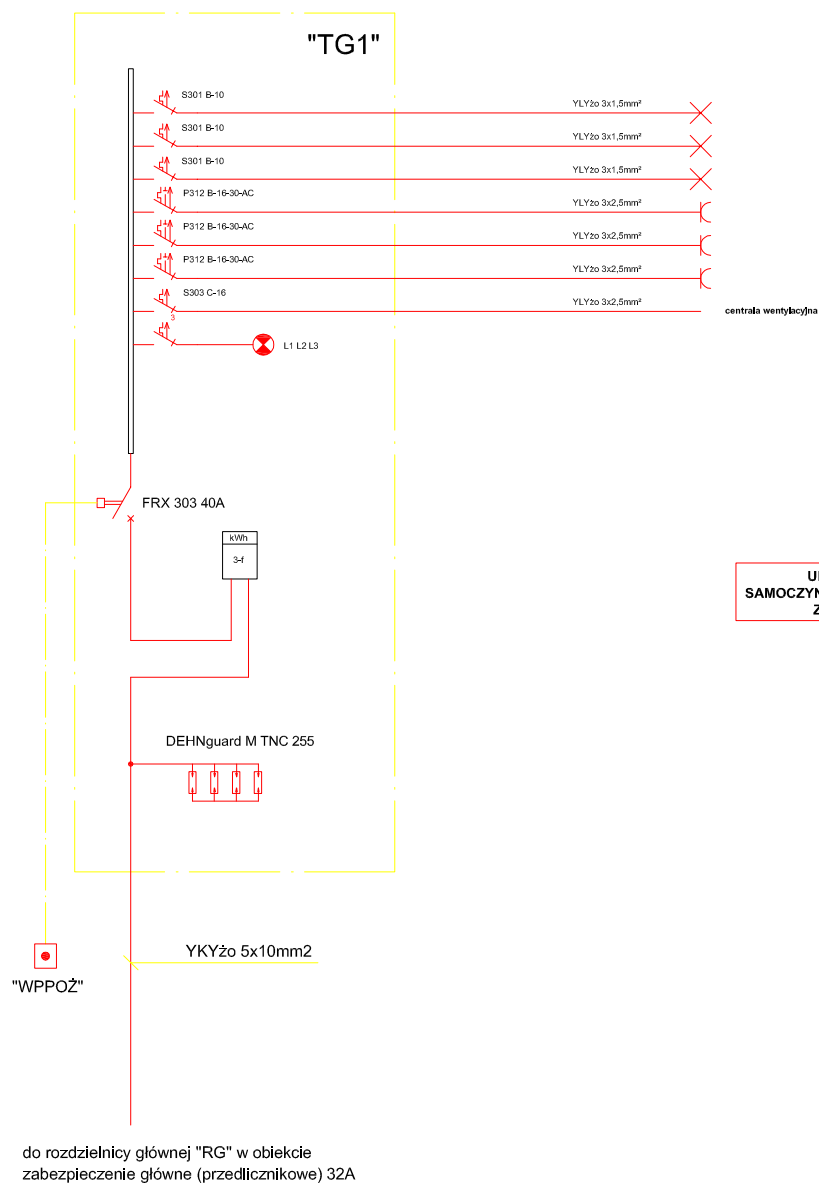 "TG1"
S301 B-10
YLYżo 3x1,5mm²
S301 B-10
YLYżo 3x1,5mm²
S301 B-10
YLYżo 3x1,5mm²
P312 B-16-30-AC
YLYżo 3x2,5mm²
P312 B-16-30-AC
YLYżo 3x2,5mm²
P312 B-16-30-AC
YLYżo 3x2,5mm²
S303 C-16
YLYżo 3x2,5mm²
centrala wentylacyjna
3
L1 L2 L3
FRX 303 40A
kWh
3-f
SAMOCZYN
Z
DEHNguard M TNC 255
YKYżo 5x10mm2
"WPPOŻ"
do rozdzielnicy głównej "RG" w obiekcie
zabezpieczenie główne (przedlicznikowe) 32A